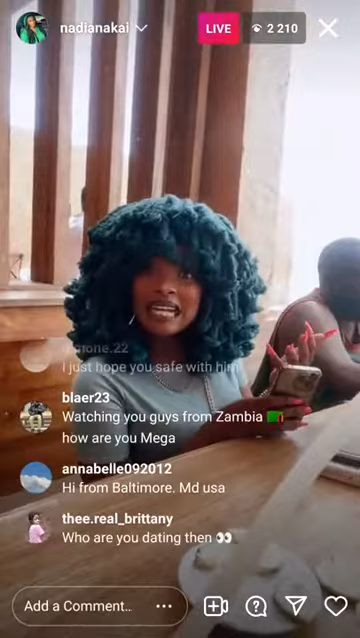 nadianakai
LIVE
2 210
I just hope you safe with him
blaer23
Watching you guys from Zambia 🇿🇲
how are you Mega
annabelle092012
Hi from Baltimore. Md usa
thee.real_brittany
Who are you dating then 👀
Add a Comment...